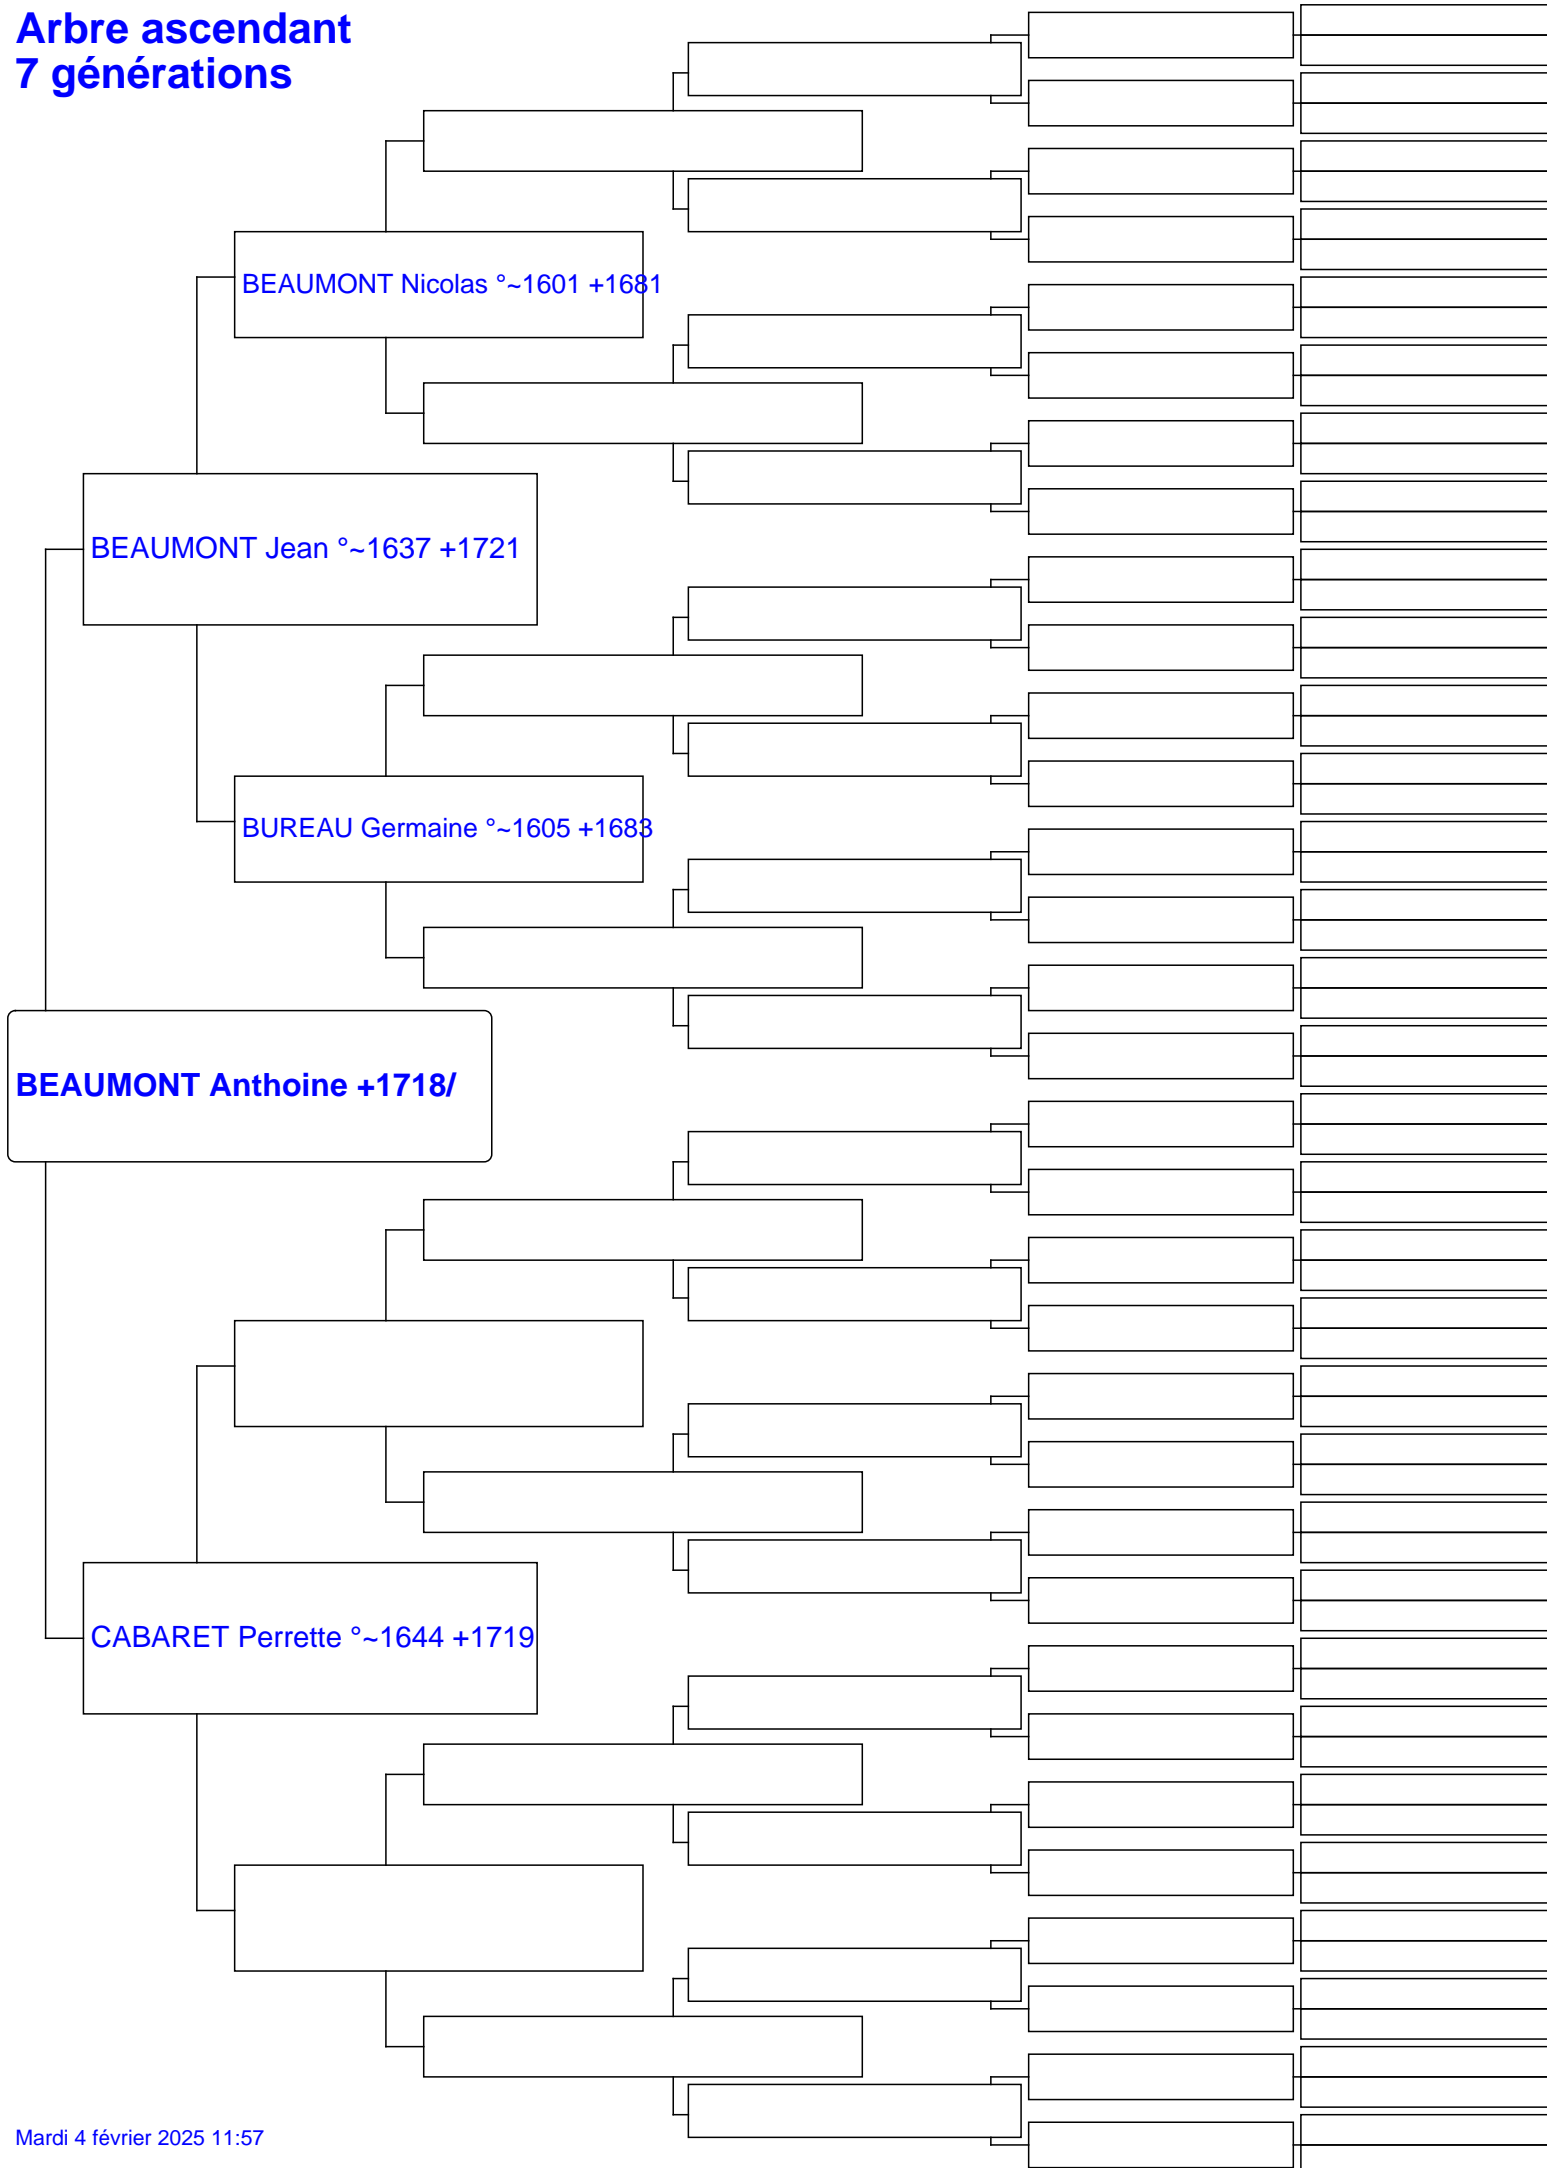 Arbre ascendant
7 générations
BEAUMONT Nicolas °~1601 +1681
BEAUMONT Jean °~1637 +1721
BUREAU Germaine °~1605 +1683
BEAUMONT Anthoine +1718/
CABARET Perrette °~1644 +1719
Mardi 4 février 2025 11:57